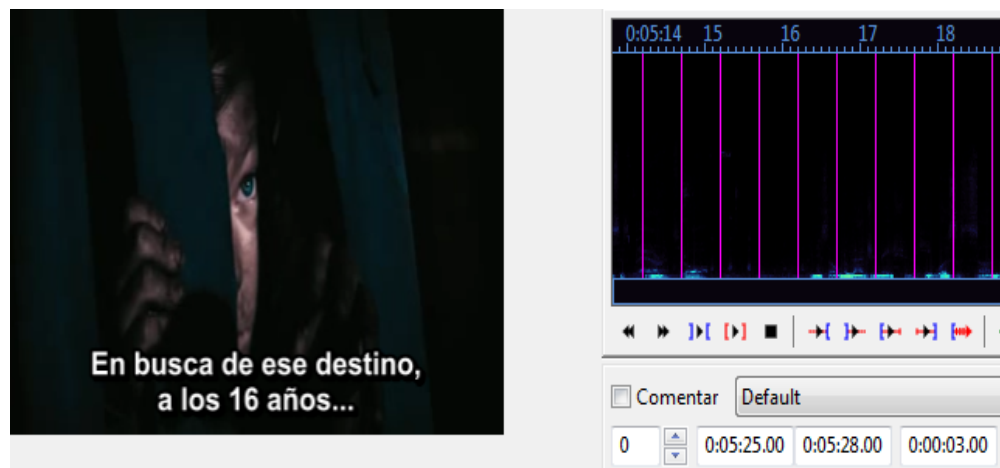 En busca de ese destino,
a los 16 años...
0:05:14 15 16 17 18
Comentar Default
0 0:05:25.00 0:05:28.00 0:00:03.00